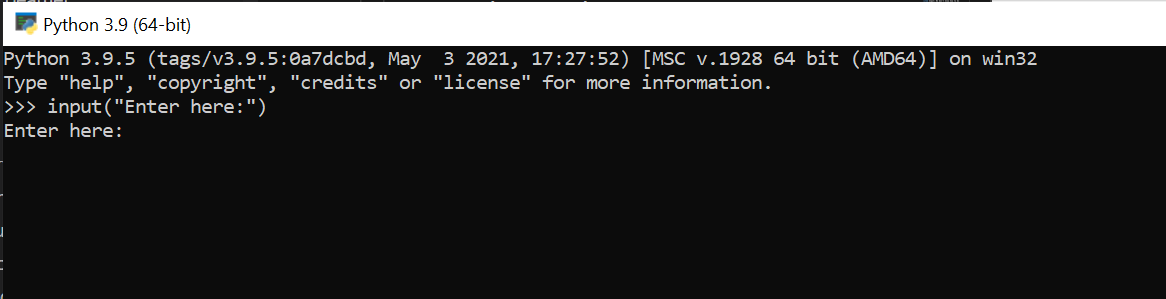 Python 3.9 (64-bit)
Python 3.9.5 (tags/v3.9.5:0a7dcbd, May  3 2021, 17:27:52) [MSC v.1928 64 bit (AMD64)] on win32
Type "help", "copyright", "credits" or "license" for more information.
>>> input("Enter here:")
Enter here: